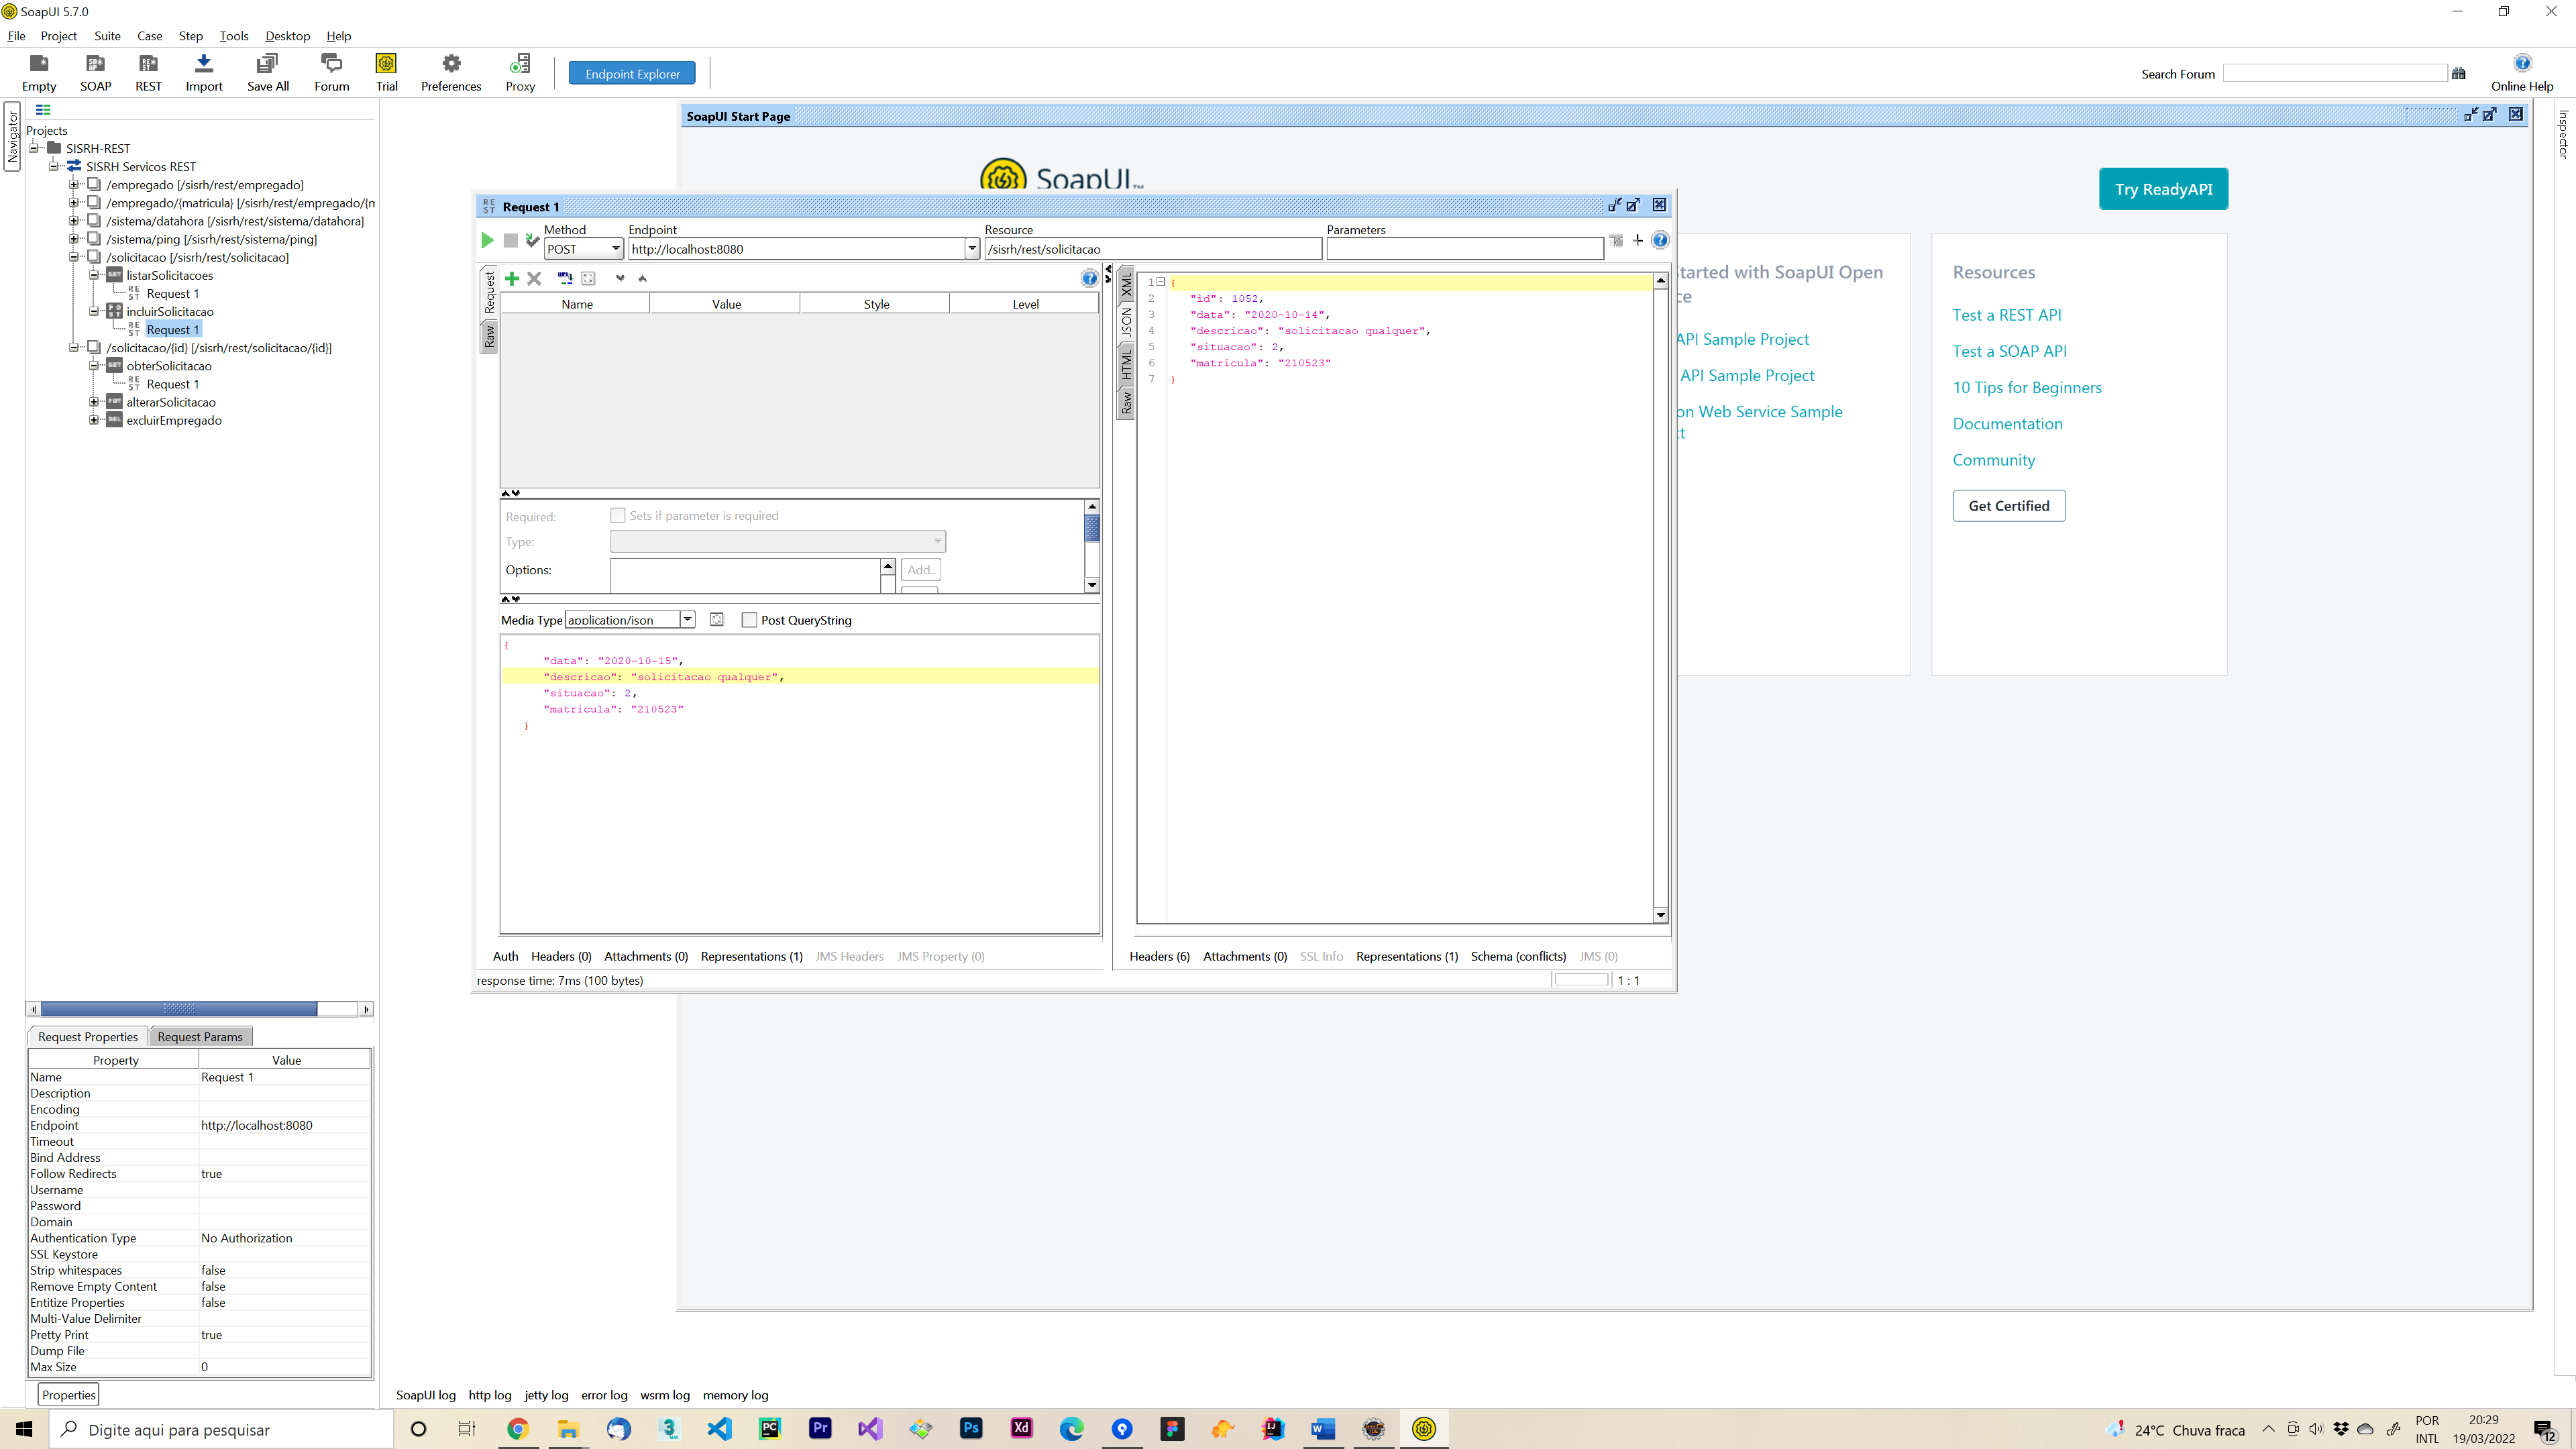 SoapUI 5.7.0
File Project Suite Case Step Tools Desktop Help
Empty SOAP REST Import Save All Forum Trial Preferences Proxy
Endpoint Explorer
Search Forum
Online Help
Navigator
Projects
SISRH-REST
SISRH Servicos REST
/empregado [/sisrh/rest/empregado]
/empregado/{matricula} [/sisrh/rest/empregado/{m
/sistema/datahora [/sisrh/rest/sistema/datahora]
/sistema/ping [/sisrh/rest/sistema/ping]
/solicitacao [/sisrh/rest/solicitacao]
GET listarSolicitacoes
REST Request 1
POST incluirSolicitacao
REST Request 1
/solicitacao/{id} [/sisrh/rest/solicitacao/{id}]
GET obterSolicitacao
REST Request 1
PUT alterarSolicitacao
DEL excluirEmpregado
Request Properties Request Params
Property Value
Name Request 1
Description
Encoding
Endpoint http://localhost:8080
Timeout
Bind Address
Follow Redirects true
Username
Password
Domain
Authentication Type No Authorization
SSL Keystore
Strip whitespaces false
Remove Empty Content false
Entitize Properties false
Multi-Value Delimiter
Pretty Print true
Dump File
Max Size 0
Properties
SoapUI Start Page
SoapUI™
Try ReadyAPI
REST Request 1
Method Endpoint Resource Parameters
POST http://localhost:8080 /sisrh/rest/solicitacao
Request
Raw
Name Value Style Level
Required: Sets if parameter is required
Type:
Options: Add..
Media Type application/json Post QueryString
{
"data": "2020-10-15",
"descricao": "solicitacao qualquer",
"situacao": 2,
"matricula": "210523"
}
Auth Headers (0) Attachments (0) Representations (1) JMS Headers JMS Property (0)
response time: 7ms (100 bytes)
XML
JSON
HTML
Raw
1 {
2 "id": 1052,
3 "data": "2020-10-14",
4 "descricao": "solicitacao qualquer",
5 "situacao": 2,
6 "matricula": "210523"
7 }
Headers (6) Attachments (0) SSL Info Representations (1) Schema (conflicts) JMS (0)
1 : 1
tarted with SoapUI Open
ce
API Sample Project
API Sample Project
on Web Service Sample
ct
Resources
Test a REST API
Test a SOAP API
10 Tips for Beginners
Documentation
Community
Get Certified
Inspector
SoapUI log http log jetty log error log wsrm log memory log
Digite aqui para pesquisar
24°C Chuva fraca
POR
INTL
20:29
19/03/2022
12